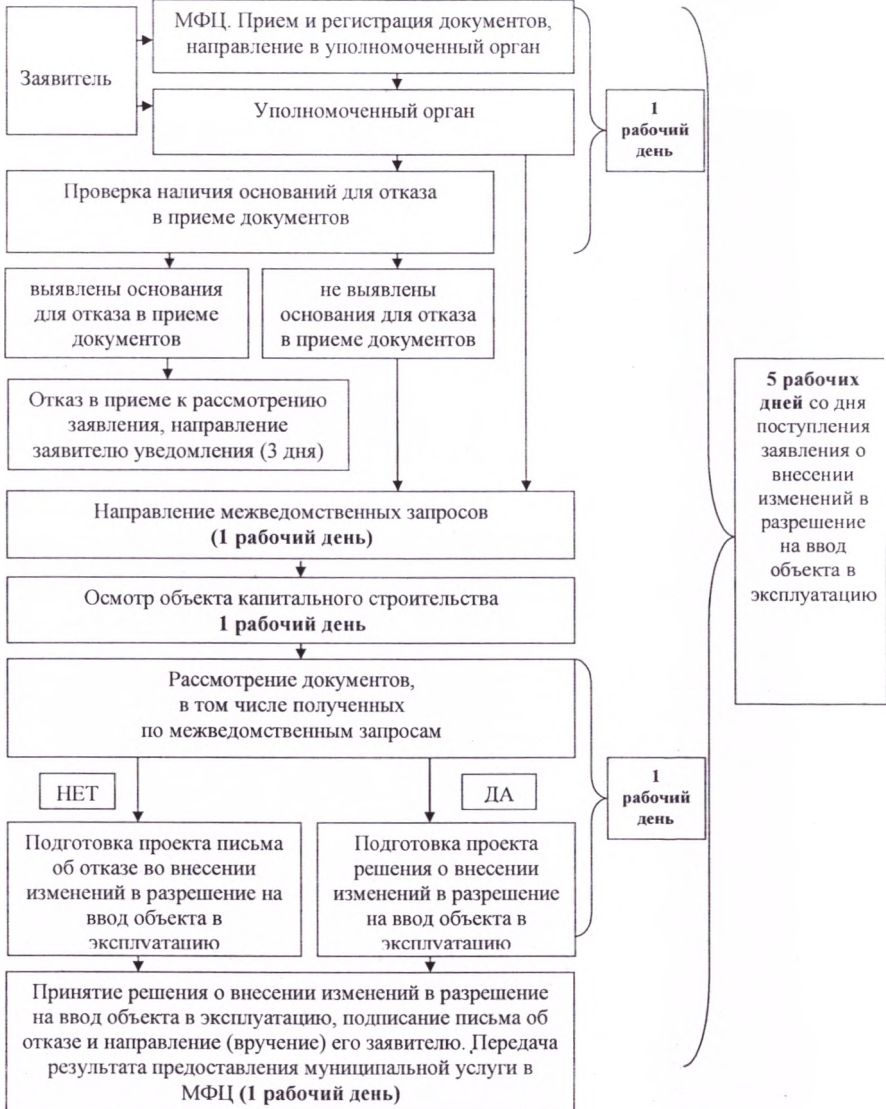 МФЦ. Прием и регистрация документов,
направление в уполномоченный орган
Заявитель
Уполномоченный орган
1
рабочий
день
Проверка наличия оснований для отказа
в приеме документов
выявлены основания
для отказа в приеме
документов
не выявлены
основания для отказа
в приеме документов
Отказ в приеме к рассмотрению
заявления, направление
заявителю уведомления (3 дня)
5 рабочих
дней со дня
поступления
заявления о
внесении
изменений в
разрешение
на ввод
объекта в
эксплуатацию
Направление межведомственных запросов
(1 рабочий день)
Осмотр объекта капитального строительства
1 рабочий день
Рассмотрение документов,
в том числе полученных
по межведомственным запросам
НЕТ
ДА
1
рабочий
день
Подготовка проекта письма
об отказе во внесении
изменений в разрешение на
ввод объекта в
эксплуатацию
Подготовка проекта
решения о внесении
изменений в разрешение
на ввод объекта в
эксплуатацию
Принятие решения о внесении изменений в разрешение
на ввод объекта в эксплуатацию, подписание письма об
отказе и направление (вручение) его заявителю. Передача
результата предоставления муниципальной услуги в
МФЦ (1 рабочий день)